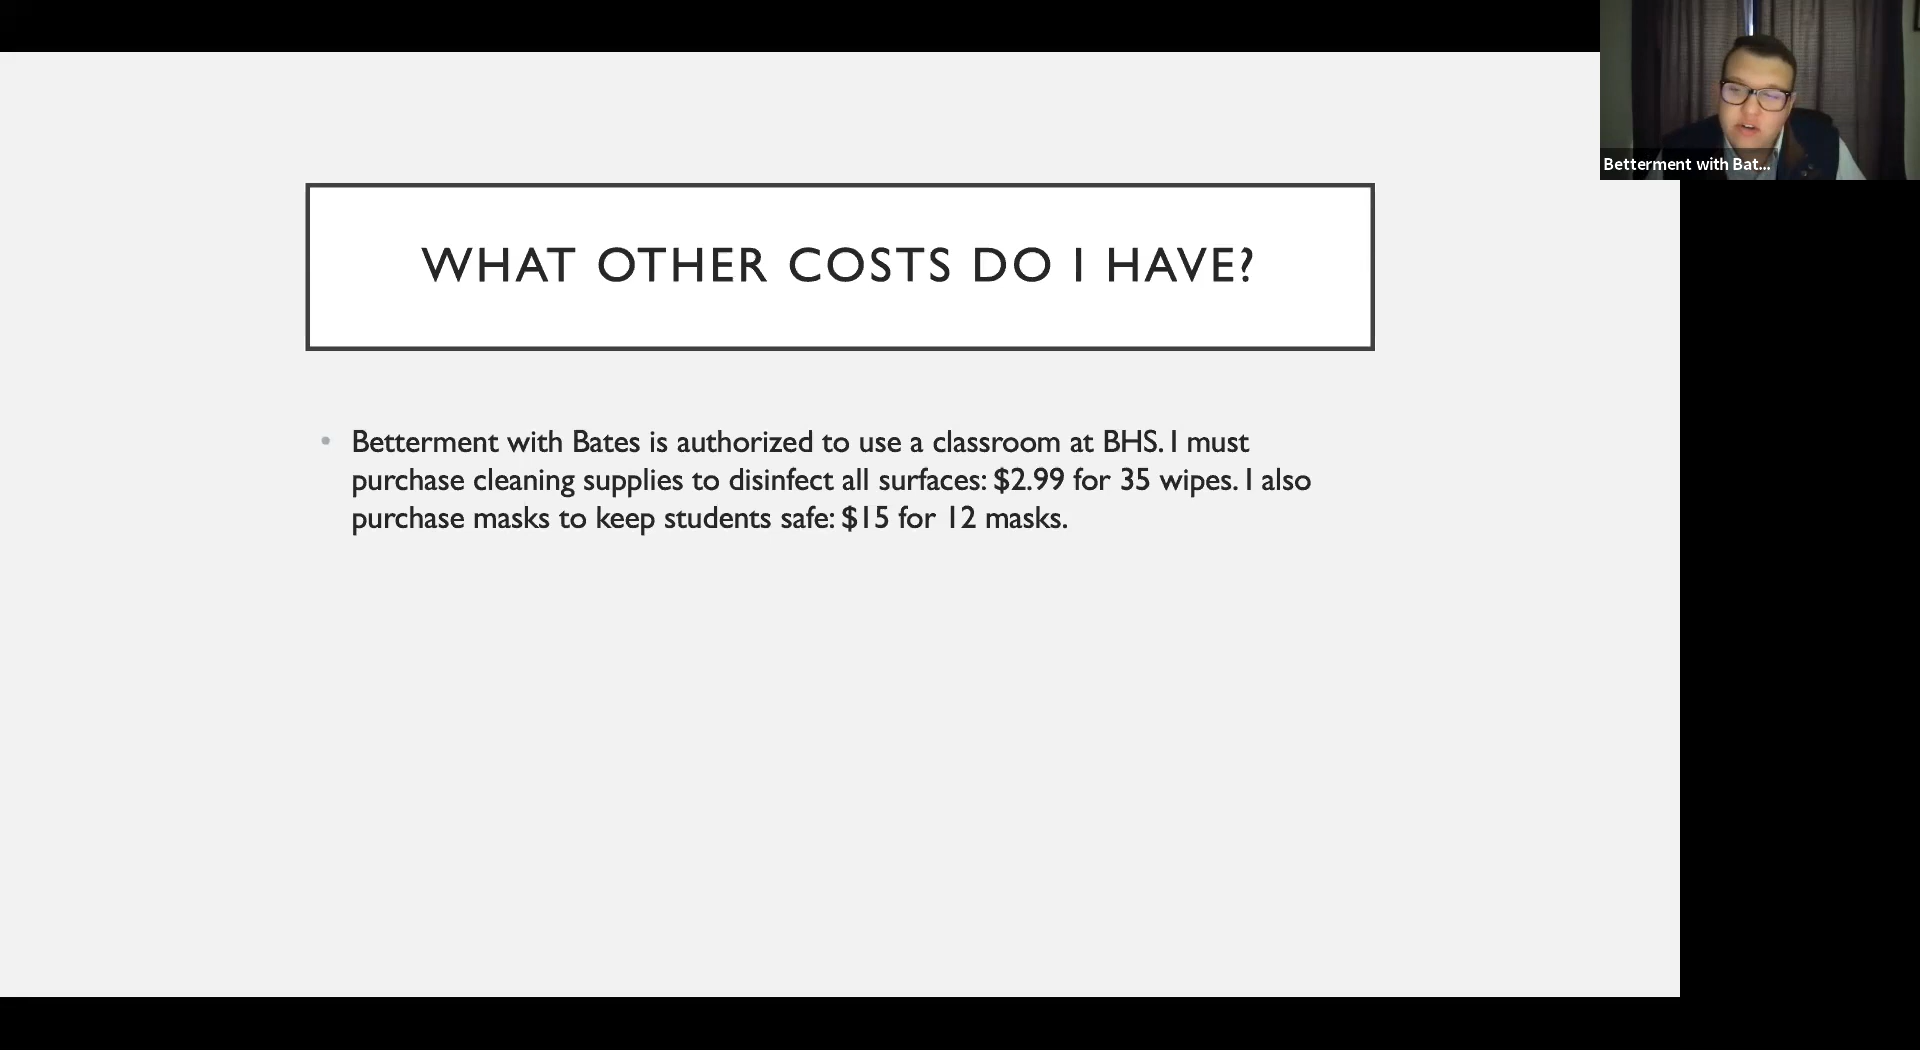 WHAT OTHER COSTS DO I HAVE?
• Betterment with Bates is authorized to use a classroom at BHS. I must
purchase cleaning supplies to disinfect all surfaces: $2.99 for 35 wipes. I also
purchase masks to keep students safe: $15 for 12 masks.
Betterment with Bat...